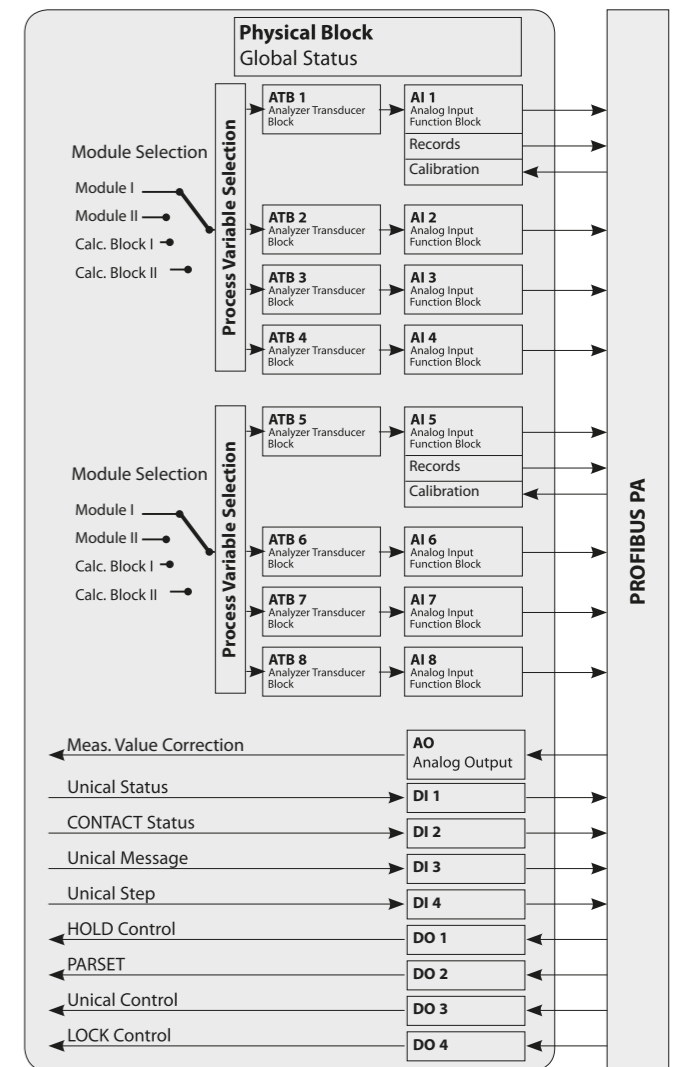 Physical Block
Global Status
Module Selection
Module I
Module II
Calc. Block I
Calc. Block II
Process Variable Selection
ATB 1
Analyzer Transducer
Block
AI 1
Analog Input
Function Block
Records
Calibration
ATB 2
Analyzer Transducer
Block
AI 2
Analog Input
Function Block
ATB 3
Analyzer Transducer
Block
AI 3
Analog Input
Function Block
ATB 4
Analyzer Transducer
Block
AI 4
Analog Input
Function Block
Module Selection
Module I
Module II
Calc. Block I
Calc. Block II
Process Variable Selection
ATB 5
Analyzer Transducer
Block
AI 5
Analog Input
Function Block
Records
Calibration
ATB 6
Analyzer Transducer
Block
AI 6
Analog Input
Function Block
ATB 7
Analyzer Transducer
Block
AI 7
Analog Input
Function Block
ATB 8
Analyzer Transducer
Block
AI 8
Analog Input
Function Block
PROFIBUS PA
Meas. Value Correction
AO
Analog Output
Unical Status
DI 1
CONTACT Status
DI 2
Unical Message
DI 3
Unical Step
DI 4
HOLD Control
DO 1
PARSET
DO 2
Unical Control
DO 3
LOCK Control
DO 4